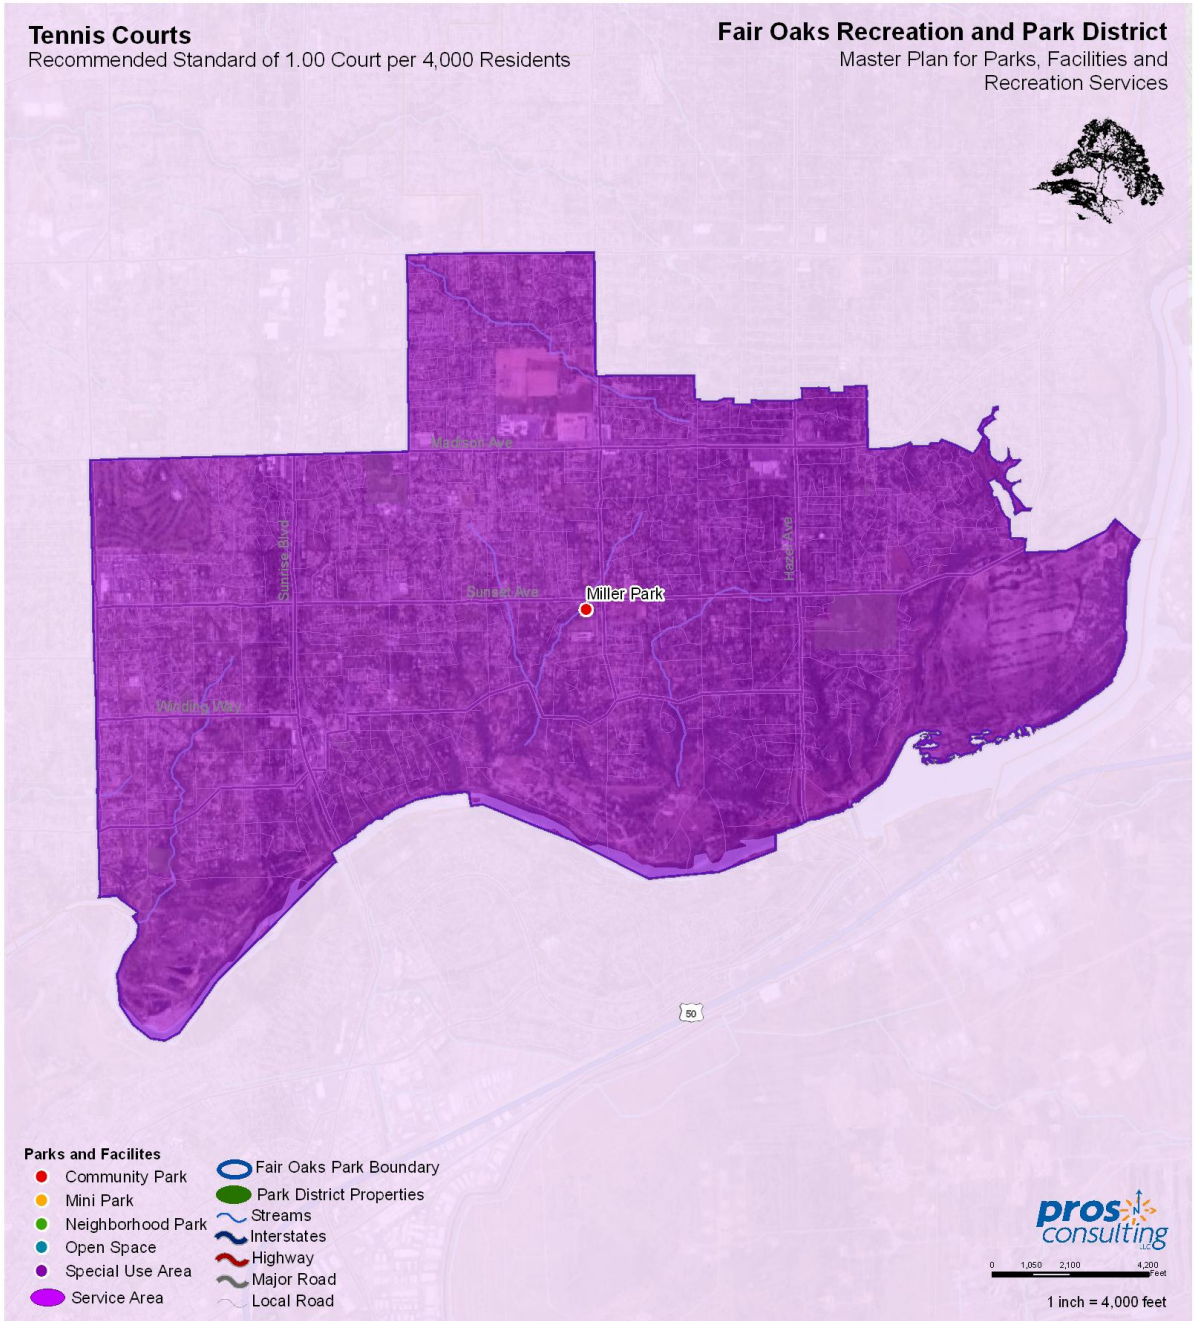 Tennis Courts
Recommended Standard of 1.00 Court per 4,000 Residents
Fair Oaks Recreation and Park District
Master Plan for Parks, Facilities and
Recreation Services
Madison Ave
Sunrise Blvd
Hazel Ave
Sunset Ave
Miller Park
Winding Way
50
Parks and Facilites
Community Park
Mini Park
Neighborhood Park
Open Space
Special Use Area
Service Area
Fair Oaks Park Boundary
Park District Properties
Streams
Interstates
Highway
Major Road
Local Road
pros
consulting
LLC
N
0 1,050 2,100 4,200
Feet
1 inch = 4,000 feet